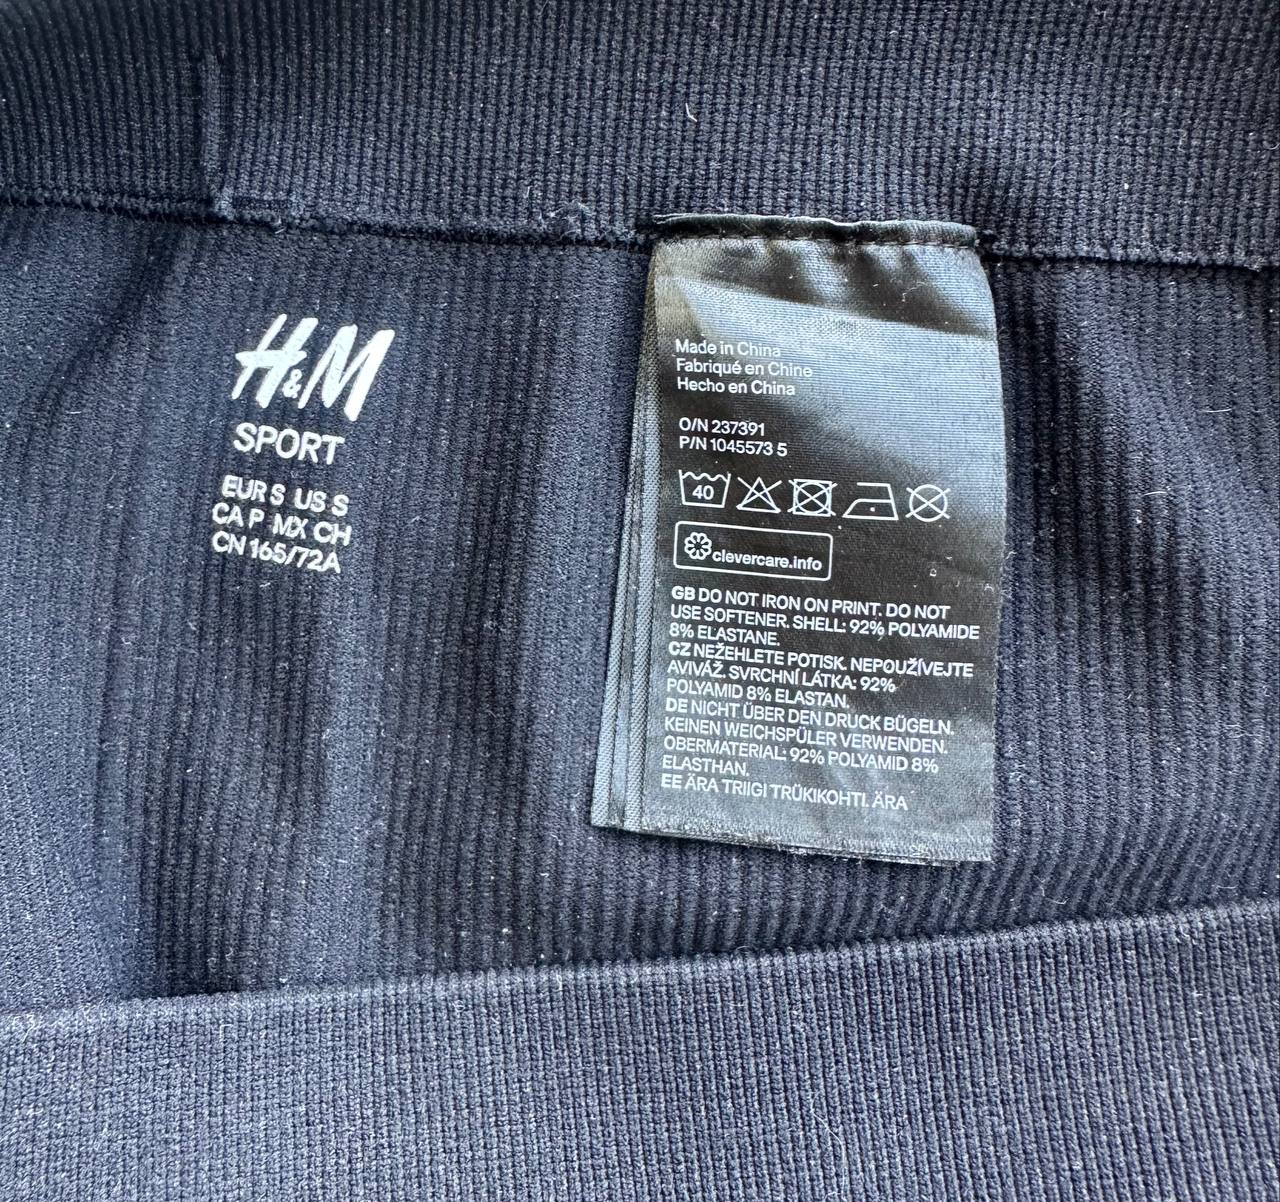 H&M
SPORT
EUR S US S
CA P MX CH
CN 165/72A
Made in China
Fabriqué en Chine
Hecho en China
O/N 237391
P/N 1045573 5
40
clevercare.info
GB DO NOT IRON ON PRINT. DO NOT
USE SOFTENER. SHELL: 92% POLYAMIDE
8% ELASTANE.
CZ NEŽEHLETE POTISK. NEPOUŽÍVEJTE
AVIVÁŽ. SVRCHNÍ LÁTKA: 92%
POLYAMID 8% ELASTAN.
DE NICHT ÜBER DEN DRUCK BÜGELN.
KEINEN WEICHSPÜLER VERWENDEN.
OBERMATERIAL: 92% POLYAMID 8%
ELASTHAN.
EE ÄRA TRIIGI TRÜKIKOHTI. ÄRA